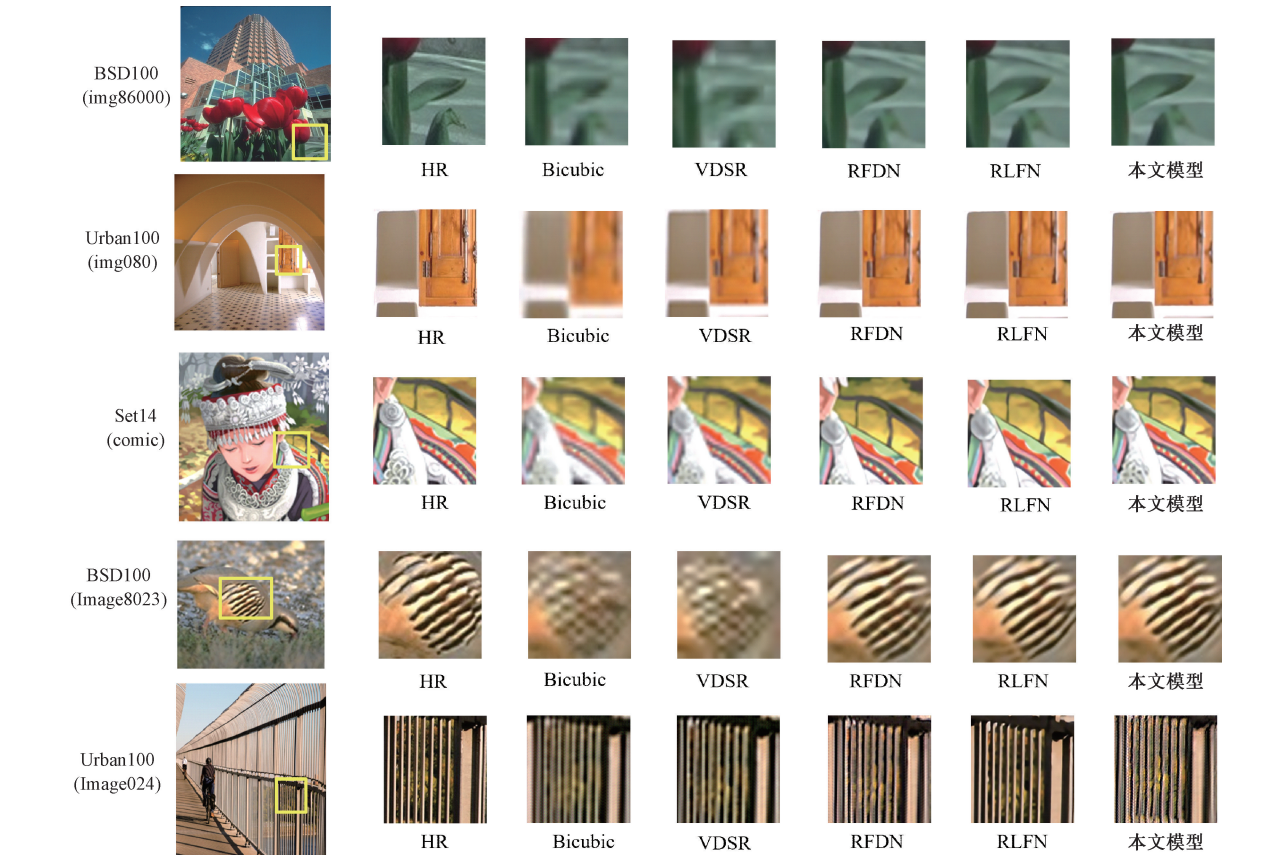 BSD100
(img86000)
HR
Bicubic
VDSR
RFDN
RLFN
本文模型
Urban100
(img080)
HR
Bicubic
VDSR
RFDN
RLFN
本文模型
Set14
(comic)
HR
Bicubic
VDSR
RFDN
RLFN
本文模型
BSD100
(Image8023)
HR
Bicubic
VDSR
RFDN
RLFN
本文模型
Urban100
(Image024)
HR
Bicubic
VDSR
RFDN
RLFN
本文模型